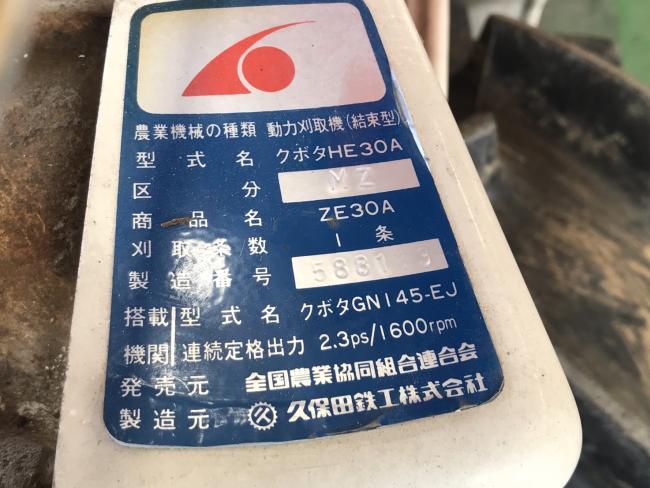 農業機械の種類 動力刈取機(結束型)
型式名 クボタHE30A
区分 MZ
商品名 ZE30A
刈取条数 1条
製造番号
搭載機関 型式名 クボタGN145-EJ
連続定格出力 2.3ps/1600rpm
発売元 全国農業協同組合連合会
製造元 久保田鉄工株式会社